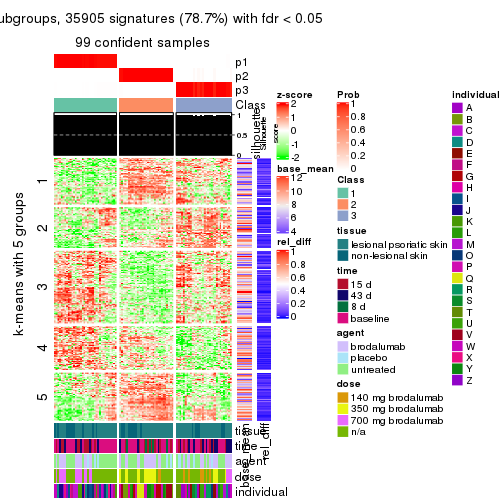 ubgroups, 35905 signatures (78.7%) with fdr < 0.05
99 confident samples
p1
p2
p3
Class
1
0.5
0
silhouette
1
2
3
4
5
k-means with 5 groups
tissue
time
agent
dose
individual
base_mean
rel_diff
z-score
2
1
0
-1
-2
Silhouette
score
base_mean
12
10
8
6
4
rel_diff
1
0.8
0.6
0.4
0.2
0
Prob
1
0.8
0.6
0.4
0.2
0
Class
1
2
3
tissue
lesional psoriatic skin
non-lesional skin
time
15 d
43 d
8 d
baseline
agent
brodalumab
placebo
untreated
dose
140 mg brodalumab
350 mg brodalumab
700 mg brodalumab
n/a
individual
A
B
C
D
E
F
G
H
I
J
K
L
M
O
P
Q
R
S
T
U
V
W
X
Y
Z